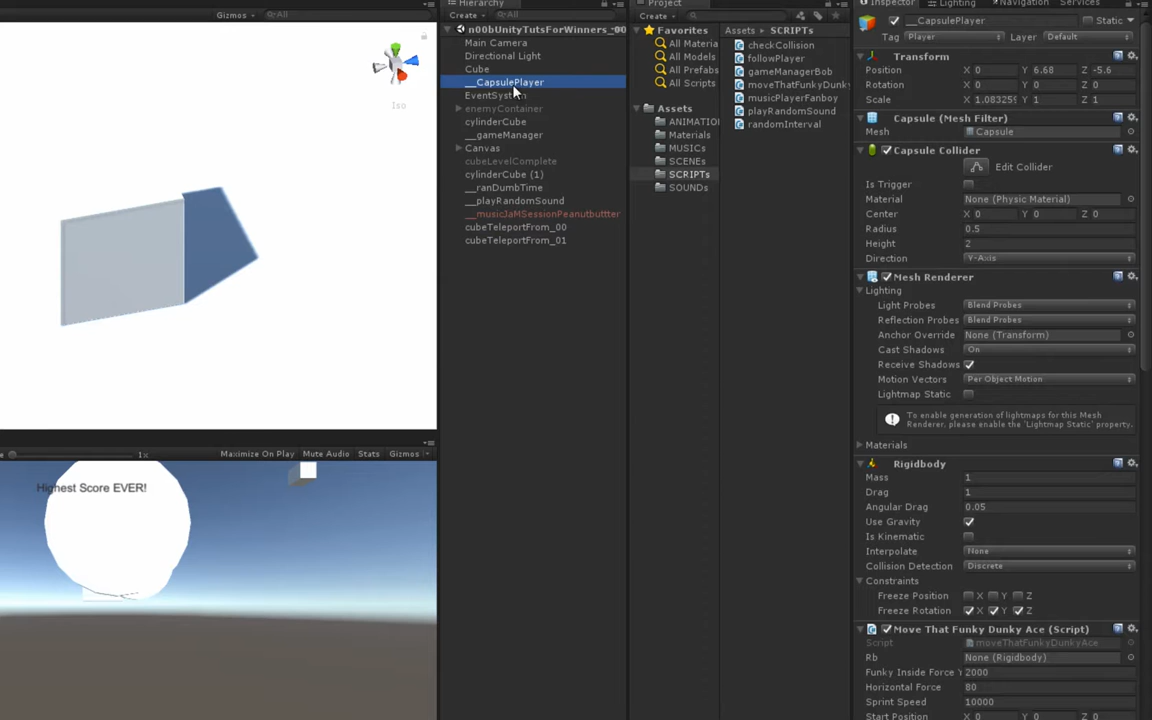 Gizmos
All
Iso
1x
Maximize On Play
Mute Audio
Stats
Gizmos
Highest Score EVER!
Hierarchy
Create
All
n00bUnityTutsForWinners_00
Main Camera
Directional Light
Cube
__CapsulePlayer
EventSystem
enemyContainer
cylinderCube
__gameManager
Canvas
cubeLevelComplete
cylinderCube (1)
__ranDumbTime
__playRandomSound
__musicJaMSessionPeanutbuttter
cubeTeleportFrom_00
cubeTeleportFrom_01
Project
Create
Favorites
All Materia
All Models
All Prefabs
All Scripts
Assets
ANIMATIO
Materials
MUSICs
SCENEs
SCRIPTs
SOUNDs
Assets SCRIPTs
checkCollision
followPlayer
gameManagerBob
moveThatFunkyDunky
musicPlayerFanboy
playRandomSound
randomInterval
Inspector Lighting Navigation Services
__CapsulePlayer Static
Tag Player Layer Default
Transform
Position X 0 Y 6.68 Z -5.6
Rotation X 0 Y 0 Z 0
Scale X 1.083259 Y 1 Z 1
Capsule (Mesh Filter)
Mesh Capsule
Capsule Collider
Edit Collider
Is Trigger
Material None (Physic Material)
Center X 0 Y 0 Z 0
Radius 0.5
Height 2
Direction Y-Axis
Mesh Renderer
Lighting
Light Probes Blend Probes
Reflection Probes Blend Probes
Anchor Override None (Transform)
Cast Shadows On
Receive Shadows
Motion Vectors Per Object Motion
Lightmap Static
To enable generation of lightmaps for this Mesh
Renderer, please enable the 'Lightmap Static' property.
Materials
Rigidbody
Mass 1
Drag 1
Angular Drag 0.05
Use Gravity
Is Kinematic
Interpolate None
Collision Detection Discrete
Constraints
Freeze Position X Y Z
Freeze Rotation X Y Z
Move That Funky Dunky Ace (Script)
Script moveThatFunkyDunkyAce
Rb None (Rigidbody)
Funky Inside Force Y 2000
Horizontal Force 80
Sprint Speed 10000
Start Position X 0 Y 0 Z 0